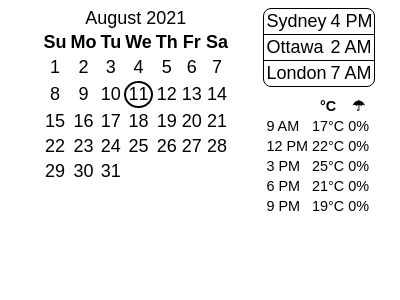 August 2021
Su Mo Tu We Th Fr Sa
1 2 3 4 5 6 7
8 9 10 11 12 13 14
15 16 17 18 19 20 21
22 23 24 25 26 27 28
29 30 31
Sydney 4 PM
Ottawa 2 AM
London 7 AM
°C ☂
9 AM 17°C 0%
12 PM 22°C 0%
3 PM 25°C 0%
6 PM 21°C 0%
9 PM 19°C 0%